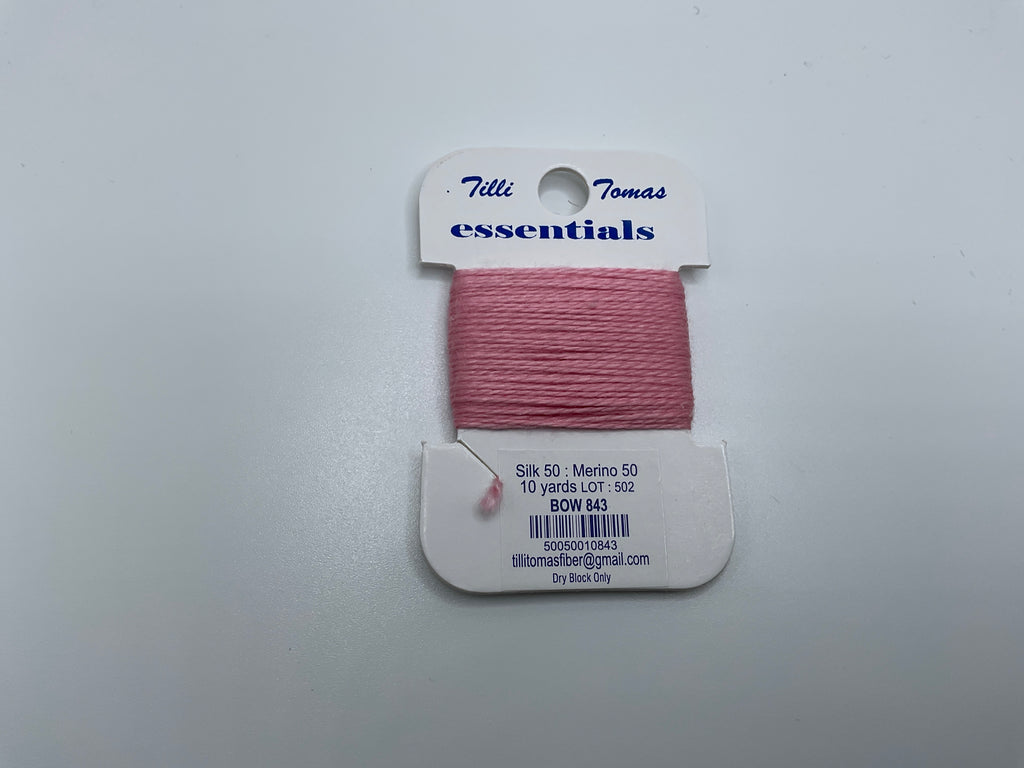 Tilli Tomas
essentials
Silk 50 : Merino 50
10 yards LOT : 502
BOW 843
50050010843
tillitomasfiber@gmail.com
Dry Block Only